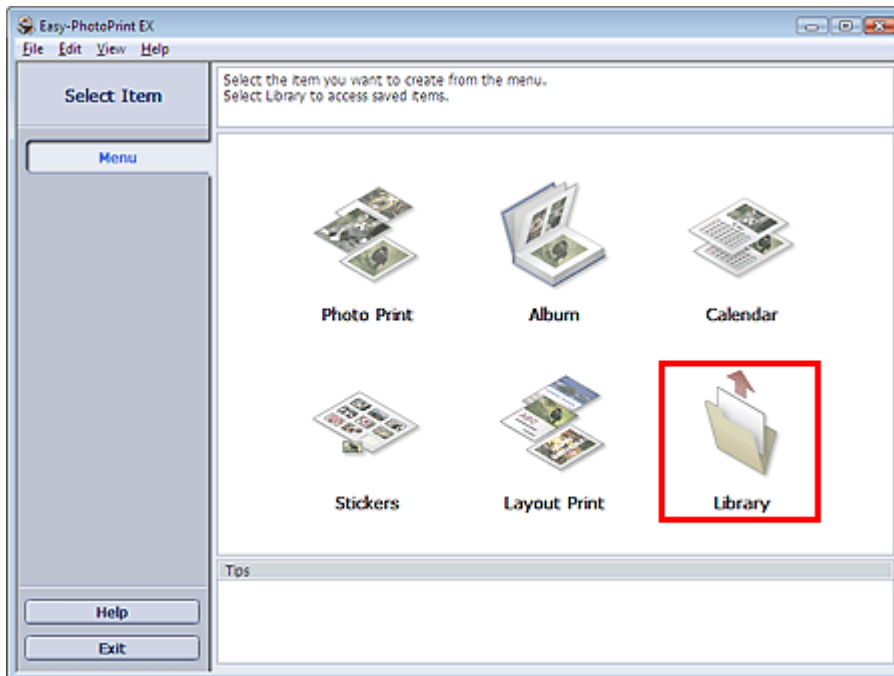 Easy-PhotoPrint EX
File Edit View Help
Select Item
Select the item you want to create from the menu.
Select Library to access saved items.
Menu
Photo Print
Album
Calendar
Stickers
Layout Print
Library
Tips
Help
Exit